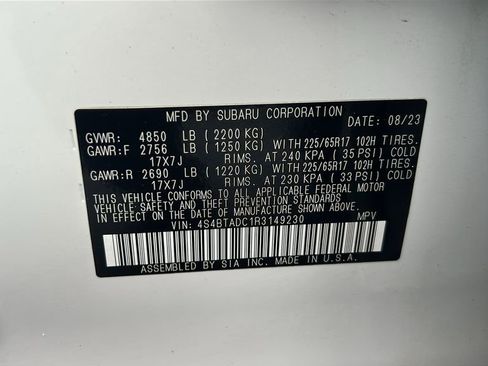 MFD BY SUBARU CORPORATION DATE: 08/23
GVWR: 4850 LB ( 2200 KG)
GAWR:F 2756 LB ( 1250 KG) WITH 225/65R17 102H TIRES.
17X7J RIMS. AT 240 KPA ( 35 PSI) COLD
GAWR:R 2690 LB ( 1220 KG) WITH 225/65R17 102H TIRES.
17X7J RIMS. AT 230 KPA ( 33 PSI) COLD
THIS VEHICLE CONFORMS TO ALL APPLICABLE FEDERAL MOTOR
VEHICLE SAFETY, BUMPER, AND THEFT PREVENTION STANDARDS
IN EFFECT ON THE DATE OF MANUFACTURE SHOWN ABOVE.
VIN: 4S4BTADC1R3149230 MPV
ASSEMBLED BY SIA INC. MADE IN U.S.A.